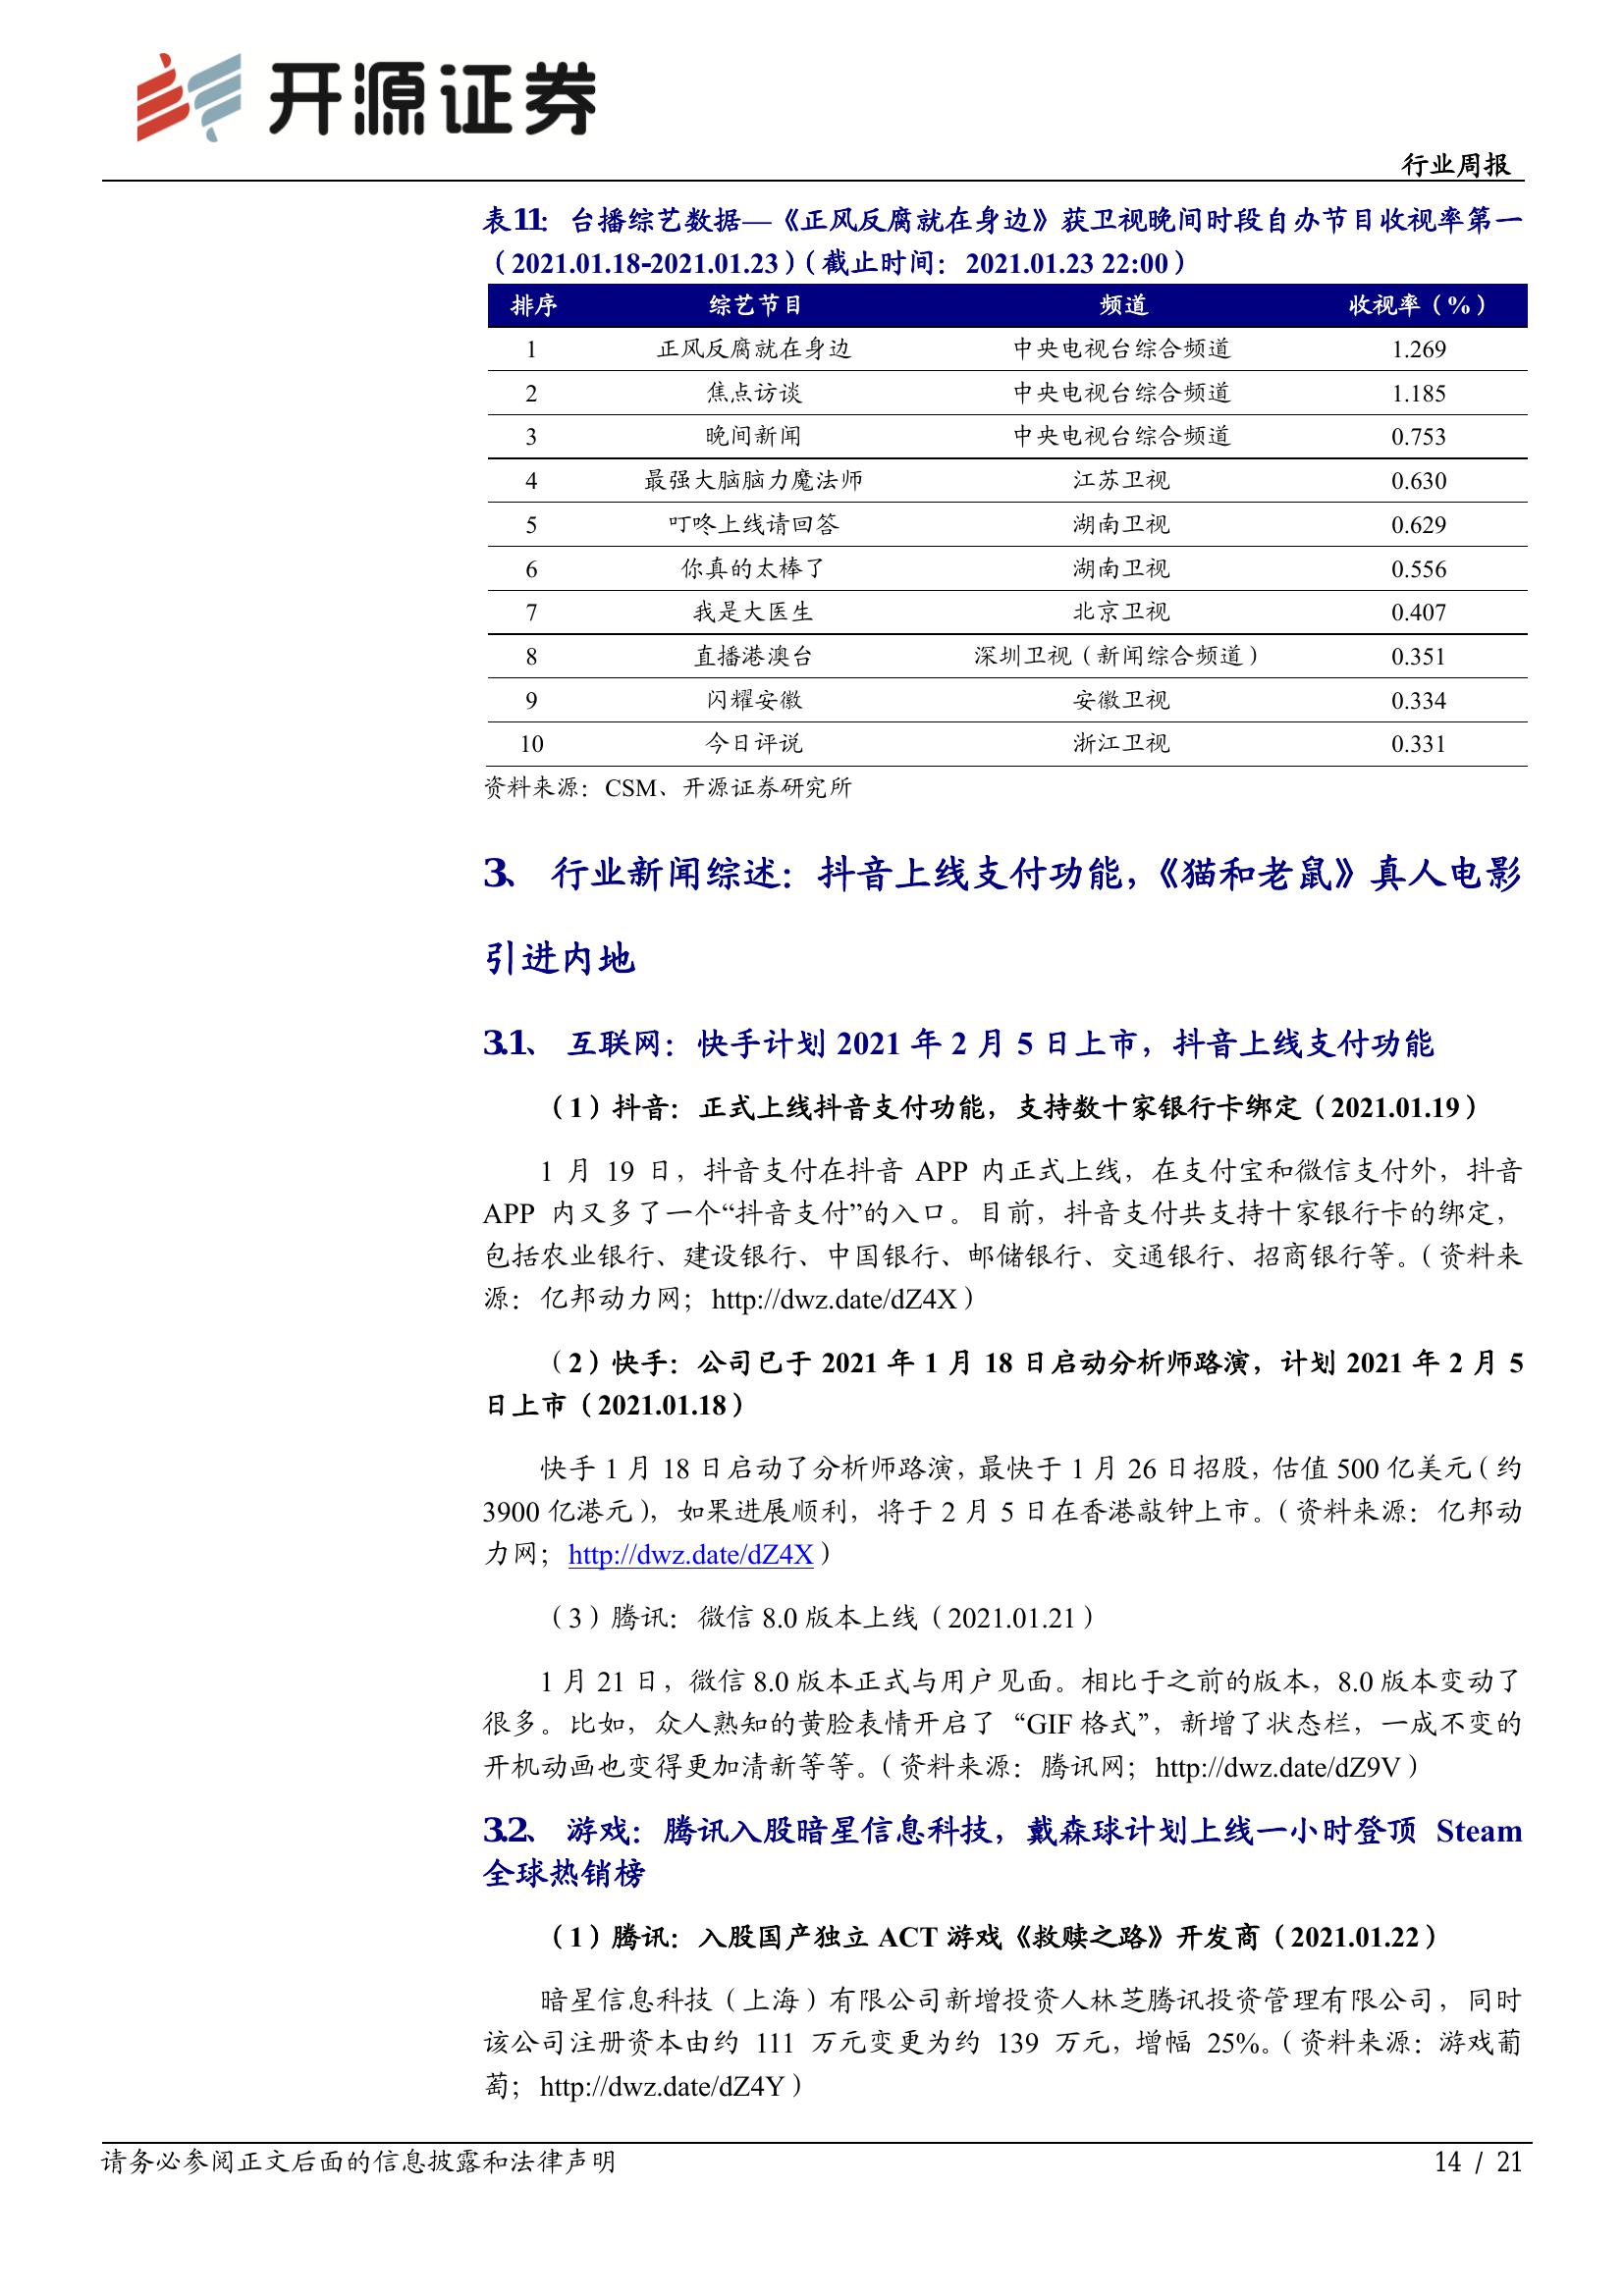 开源证券
行业周报
表11： 台播综艺数据—《正风反腐就在身边》获卫视晚间时段自办节目收视率第一
（2021.01.18-2021.01.23）（截止时间：2021.01.23 22:00）
排序 综艺节目 频道 收视率（%）
1 正风反腐就在身边 中央电视台综合频道 1.269
2 焦点访谈 中央电视台综合频道 1.185
3 晚间新闻 中央电视台综合频道 0.753
4 最强大脑脑力魔法师 江苏卫视 0.630
5 叮咚上线请回答 湖南卫视 0.629
6 你真的太棒了 湖南卫视 0.556
7 我是大医生 北京卫视 0.407
8 直播港澳台 深圳卫视（新闻综合频道） 0.351
9 闪耀安徽 安徽卫视 0.334
10 今日评说 浙江卫视 0.331
资料来源：CSM、开源证券研究所
3、 行业新闻综述：抖音上线支付功能，《猫和老鼠》真人电影
引进内地
3.1、 互联网：快手计划 2021 年 2 月 5 日上市，抖音上线支付功能
（1）抖音：正式上线抖音支付功能，支持数十家银行卡绑定（2021.01.19）
1 月 19 日，抖音支付在抖音 APP 内正式上线，在支付宝和微信支付外，抖音
APP 内又多了一个“抖音支付”的入口。目前，抖音支付共支持十家银行卡的绑定，
包括农业银行、建设银行、中国银行、邮储银行、交通银行、招商银行等。（资料来
源：亿邦动力网；http://dwz.date/dZ4X）
（2）快手：公司已于 2021 年 1 月 18 日启动分析师路演，计划 2021 年 2 月 5
日上市（2021.01.18）
快手 1 月 18 日启动了分析师路演，最快于 1 月 26 日招股，估值 500 亿美元（约
3900 亿港元），如果进展顺利，将于 2 月 5 日在香港敲钟上市。（资料来源：亿邦动
力网；http://dwz.date/dZ4X）
（3）腾讯：微信 8.0 版本上线（2021.01.21）
1 月 21 日，微信 8.0 版本正式与用户见面。相比于之前的版本，8.0 版本变动了
很多。比如，众人熟知的黄脸表情开启了“GIF 格式”，新增了状态栏，一成不变的
开机动画也变得更加清新等等。（资料来源：腾讯网；http://dwz.date/dZ9V）
3.2、 游戏：腾讯入股暗星信息科技，戴森球计划上线一小时登顶 Steam
全球热销榜
（1）腾讯：入股国产独立 ACT 游戏《救赎之路》开发商（2021.01.22）
暗星信息科技（上海）有限公司新增投资人林芝腾讯投资管理有限公司，同时
该公司注册资本由约 111 万元变更为约 139 万元，增幅 25%。（资料来源：游戏葡
萄；http://dwz.date/dZ4Y）
请务必参阅正文后面的信息披露和法律声明
14 / 21